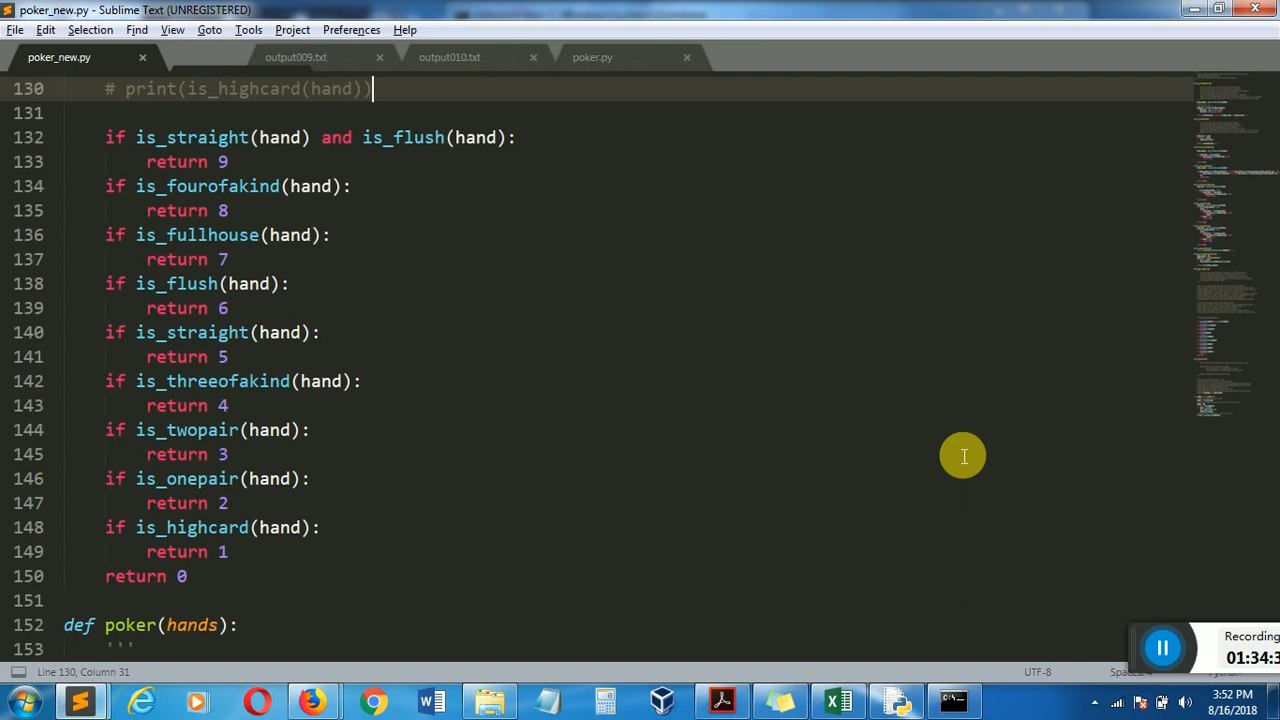 poker_new.py - Sublime Text (UNREGISTERED)
File Edit Selection Find View Goto Tools Project Preferences Help
poker_new.py output009.txt output010.txt poker.py
130 # print(is_highcard(hand))
131
132 if is_straight(hand) and is_flush(hand):
133 return 9
134 if is_fourofakind(hand):
135 return 8
136 if is_fullhouse(hand):
137 return 7
138 if is_flush(hand):
139 return 6
140 if is_straight(hand):
141 return 5
142 if is_threeofakind(hand):
143 return 4
144 if is_twopair(hand):
145 return 3
146 if is_onepair(hand):
147 return 2
148 if is_highcard(hand):
149 return 1
150 return 0
151
152 def poker(hands):
153 '''
Recording
01:34:3
Line 130, Column 31 UTF-8
3:52 PM
8/16/2018